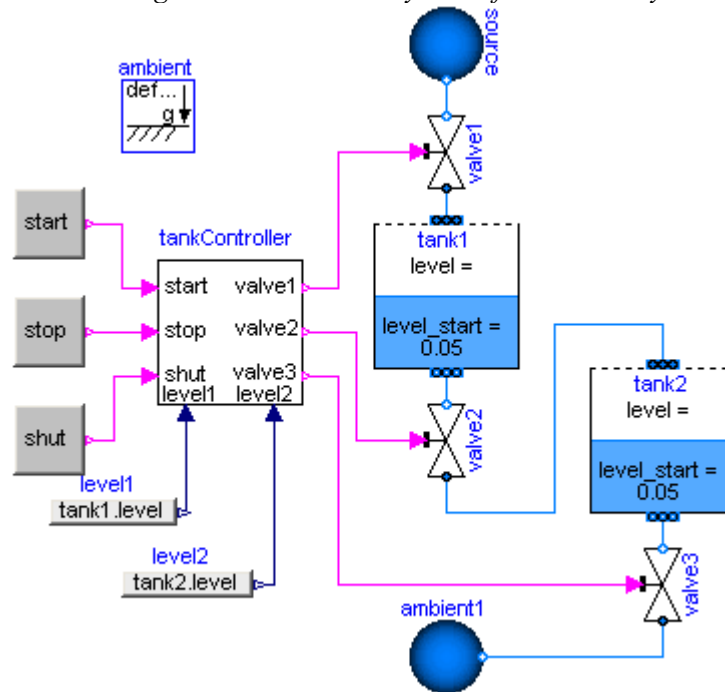 source
ambient
def...
g
valve1
start
tankController
tank1
level =
start valve1
stop
stop valve2
level_start =
0.05
shut valve3
level1 level2
tank2
level =
shut
valve2
level1
tank1.level
level_start =
0.05
level2
tank2.level
valve3
ambient1